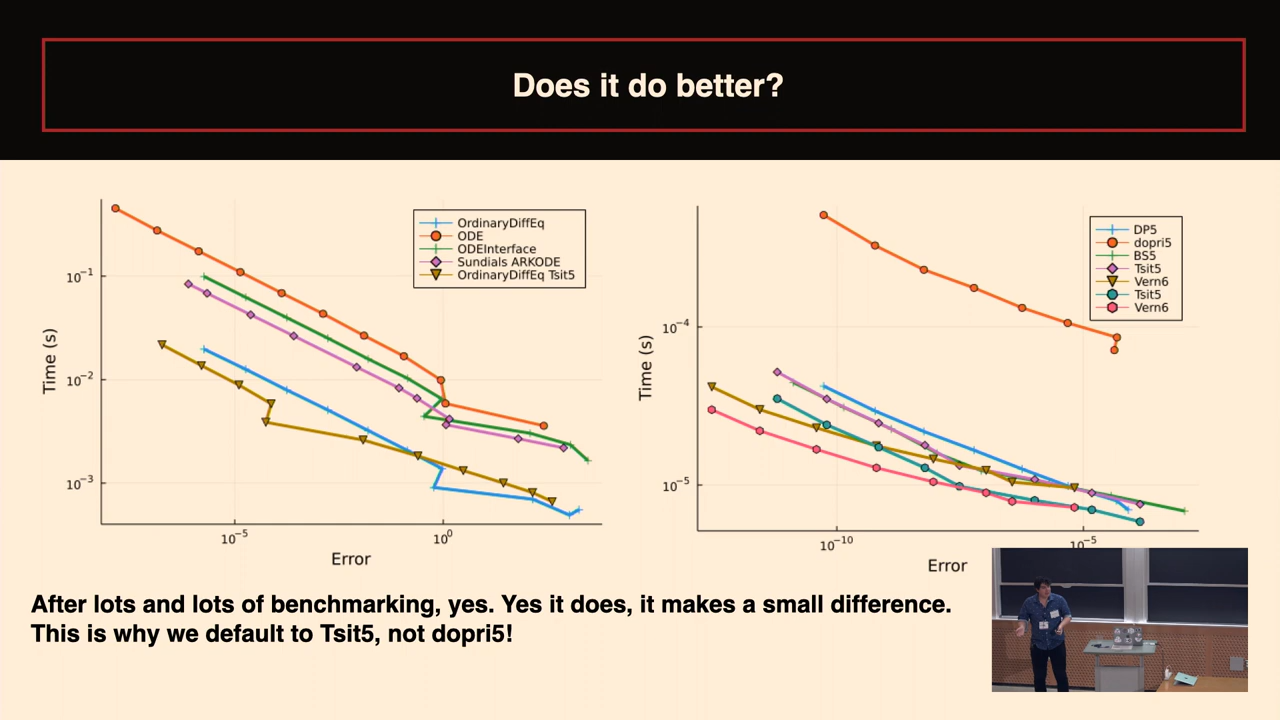 Does it do better?
Time (s)
10⁻¹
10⁻²
10⁻³
10⁻⁵
10⁰
Error
OrdinaryDiffEq
ODE
ODEInterface
Sundials ARKODE
OrdinaryDiffEq Tsit5
Time (s)
10⁻⁴
10⁻⁵
10⁻¹⁰
10⁻⁵
Error
DP5
dopri5
BS5
Tsit5
Vern6
Tsit5
Vern6
After lots and lots of benchmarking, yes. Yes it does, it makes a small difference.
This is why we default to Tsit5, not dopri5!